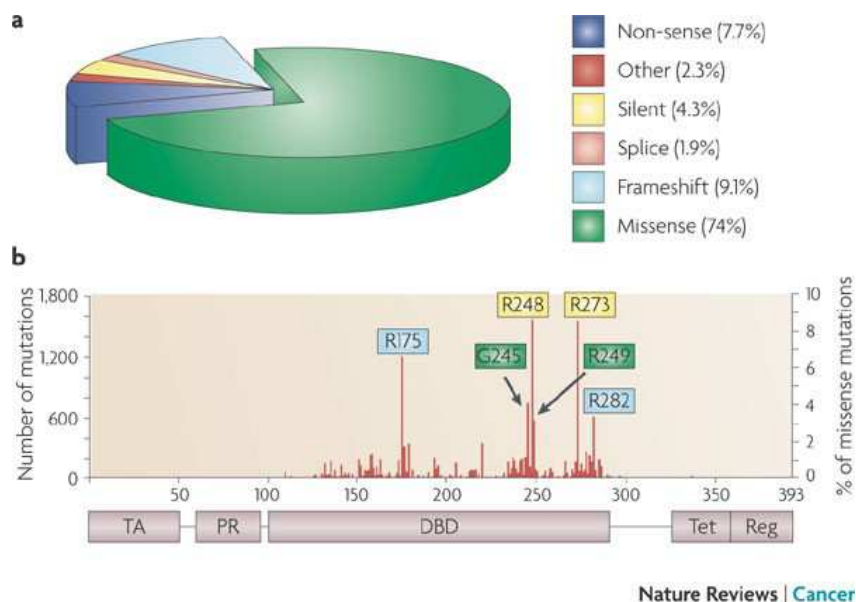 a
Non-sense (7.7%)
Other (2.3%)
Silent (4.3%)
Splice (1.9%)
Frameshift (9.1%)
Missense (74%)
b
Number of mutations
1,800
1,200
600
0
R175
G245
R248
R273
R249
R282
10
8
6
4
2
0
% of missense mutations
50
100
150
200
250
300
350
393
TA
PR
DBD
Tet
Reg
Nature Reviews | Cancer